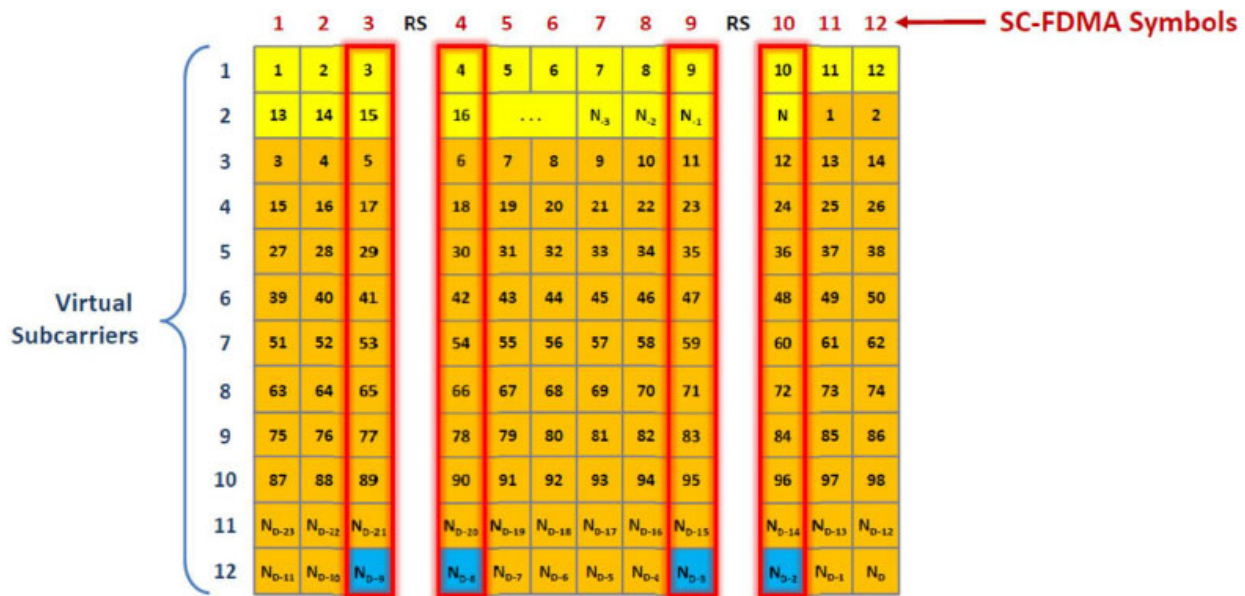 1 2 3 RS 4 5 6 7 8 9 RS 10 11 12 SC-FDMA Symbols
1 1 2 3 4 5 6 7 8 9 10 11 12
2 13 14 15 16 ... N-3 N-2 N-1 N 1 2
3 3 4 5 6 7 8 9 10 11 12 13 14
4 15 16 17 18 19 20 21 22 23 24 25 26
5 27 28 29 30 31 32 33 34 35 36 37 38
6 39 40 41 42 43 44 45 46 47 48 49 50
Virtual
Subcarriers
7 51 52 53 54 55 56 57 58 59 60 61 62
8 63 64 65 66 67 68 69 70 71 72 73 74
9 75 76 77 78 79 80 81 82 83 84 85 86
10 87 88 89 90 91 92 93 94 95 96 97 98
11 ND-23 ND-22 ND-21 ND-20 ND-19 ND-18 ND-17 ND-16 ND-15 ND-14 ND-13 ND-12
12 ND-11 ND-10 ND-9 ND-8 ND-7 ND-6 ND-5 ND-4 ND-3 ND-2 ND-1 ND